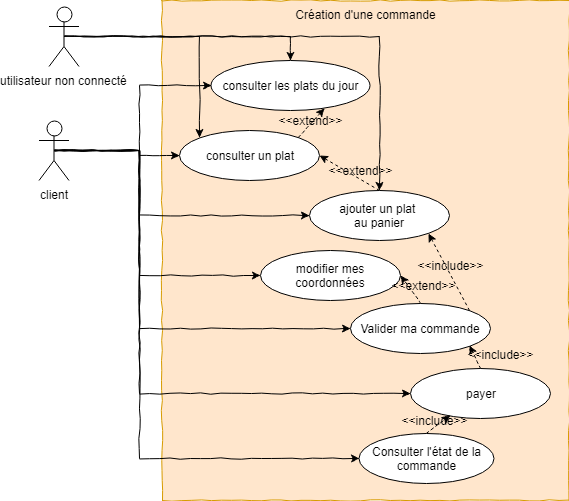 Création d'une commande
utilisateur non connecté
consulter les plats du jour
<<extend>>
consulter un plat
<<extend>>
client
ajouter un plat
au panier
<<include>>
modifier mes
coordonnées
<<extend>>
Valider ma commande
<<include>>
payer
<<include>>
Consulter l'état de la
commande